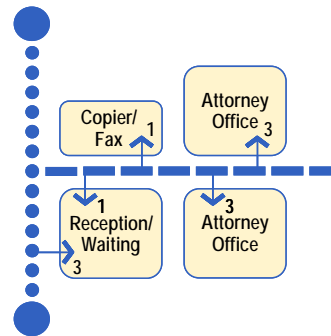 Copier/
Fax
1
Attorney
Office
3
1
Reception/
Waiting
3
3
Attorney
Office